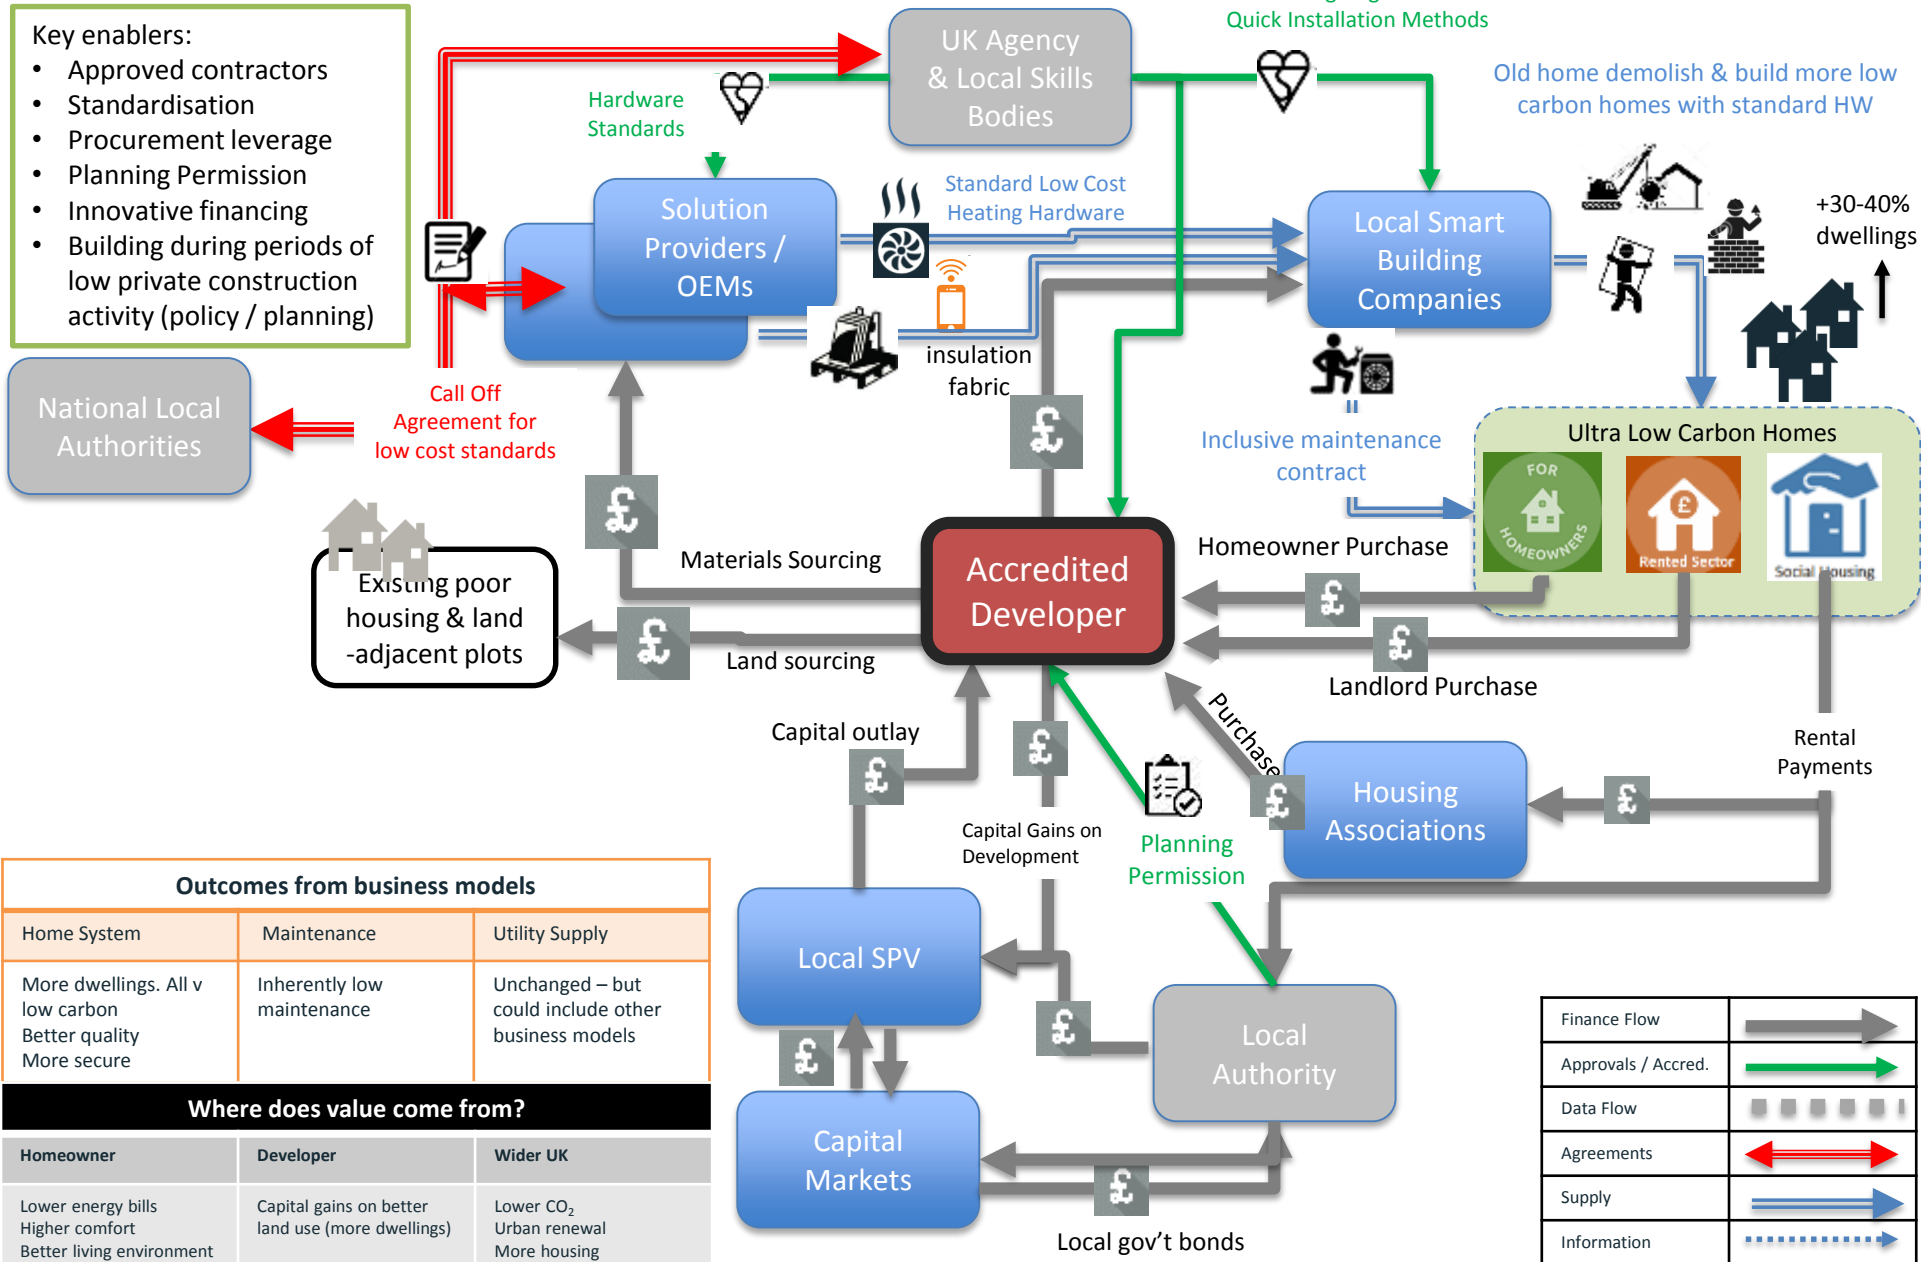 Quick Installation Methods
Key enablers:
• Approved contractors
• Standardisation
• Procurement leverage
• Planning Permission
• Innovative financing
• Building during periods of
low private construction
activity (policy / planning)
UK Agency
& Local Skills
Bodies
Hardware
Standards
Old home demolish & build more low
carbon homes with standard HW
Solution
Providers /
OEMs
Standard Low Cost
Heating Hardware
Local Smart
Building
Companies
+30-40%
dwellings
insulation
fabric
National Local
Authorities
Call Off
Agreement for
low cost standards
Inclusive maintenance
contract
Ultra Low Carbon Homes
FOR
HOMEOWNERS
£
Rented Sector
Social Housing
£
£
Materials Sourcing
Accredited
Developer
Homeowner Purchase
£
Existing poor
housing & land
-adjacent plots
£
Land sourcing
£
Landlord Purchase
Capital outlay
£
£
Purchase
£
Rental
Payments
Housing
Associations
£
Capital Gains on
Development
Planning
Permission
Local SPV
£
£
Local
Authority
Capital
Markets
£
Local gov't bonds
Outcomes from business models
Home System
Maintenance
Utility Supply
More dwellings. All v
low carbon
Better quality
More secure
Inherently low
maintenance
Unchanged – but
could include other
business models
Where does value come from?
Homeowner
Developer
Wider UK
Lower energy bills
Higher comfort
Better living environment
Capital gains on better
land use (more dwellings)
Lower CO₂
Urban renewal
More housing
Finance Flow
Approvals / Accred.
Data Flow
Agreements
Supply
Information